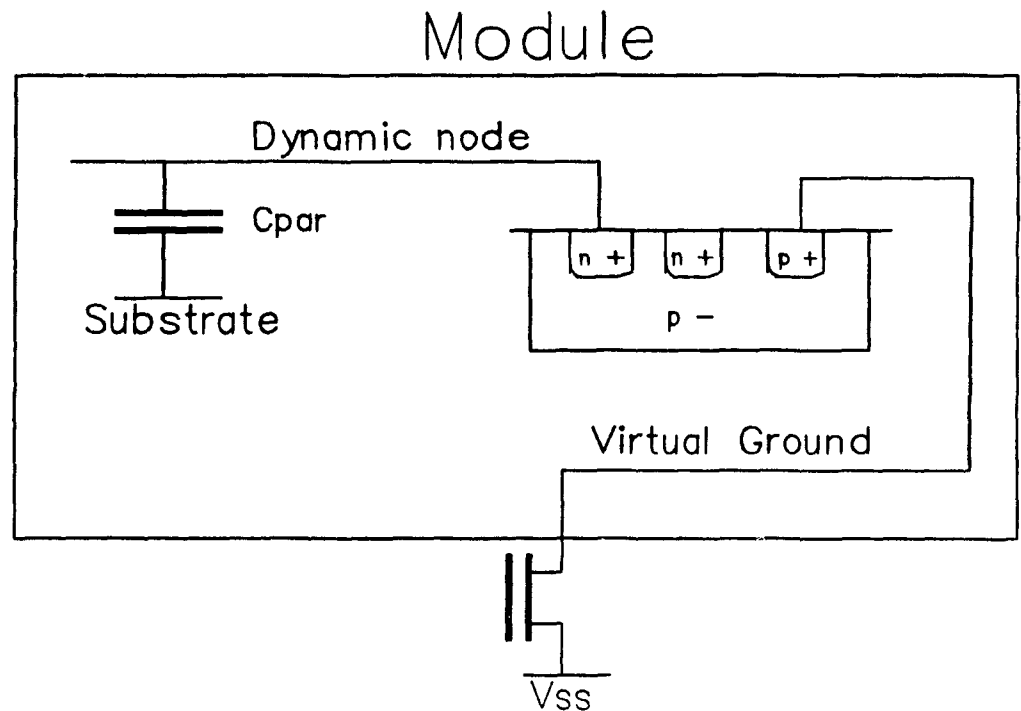 Module
Dynamic node
Cpar
n + n + p +
Substrate
p -
Virtual Ground
Vss